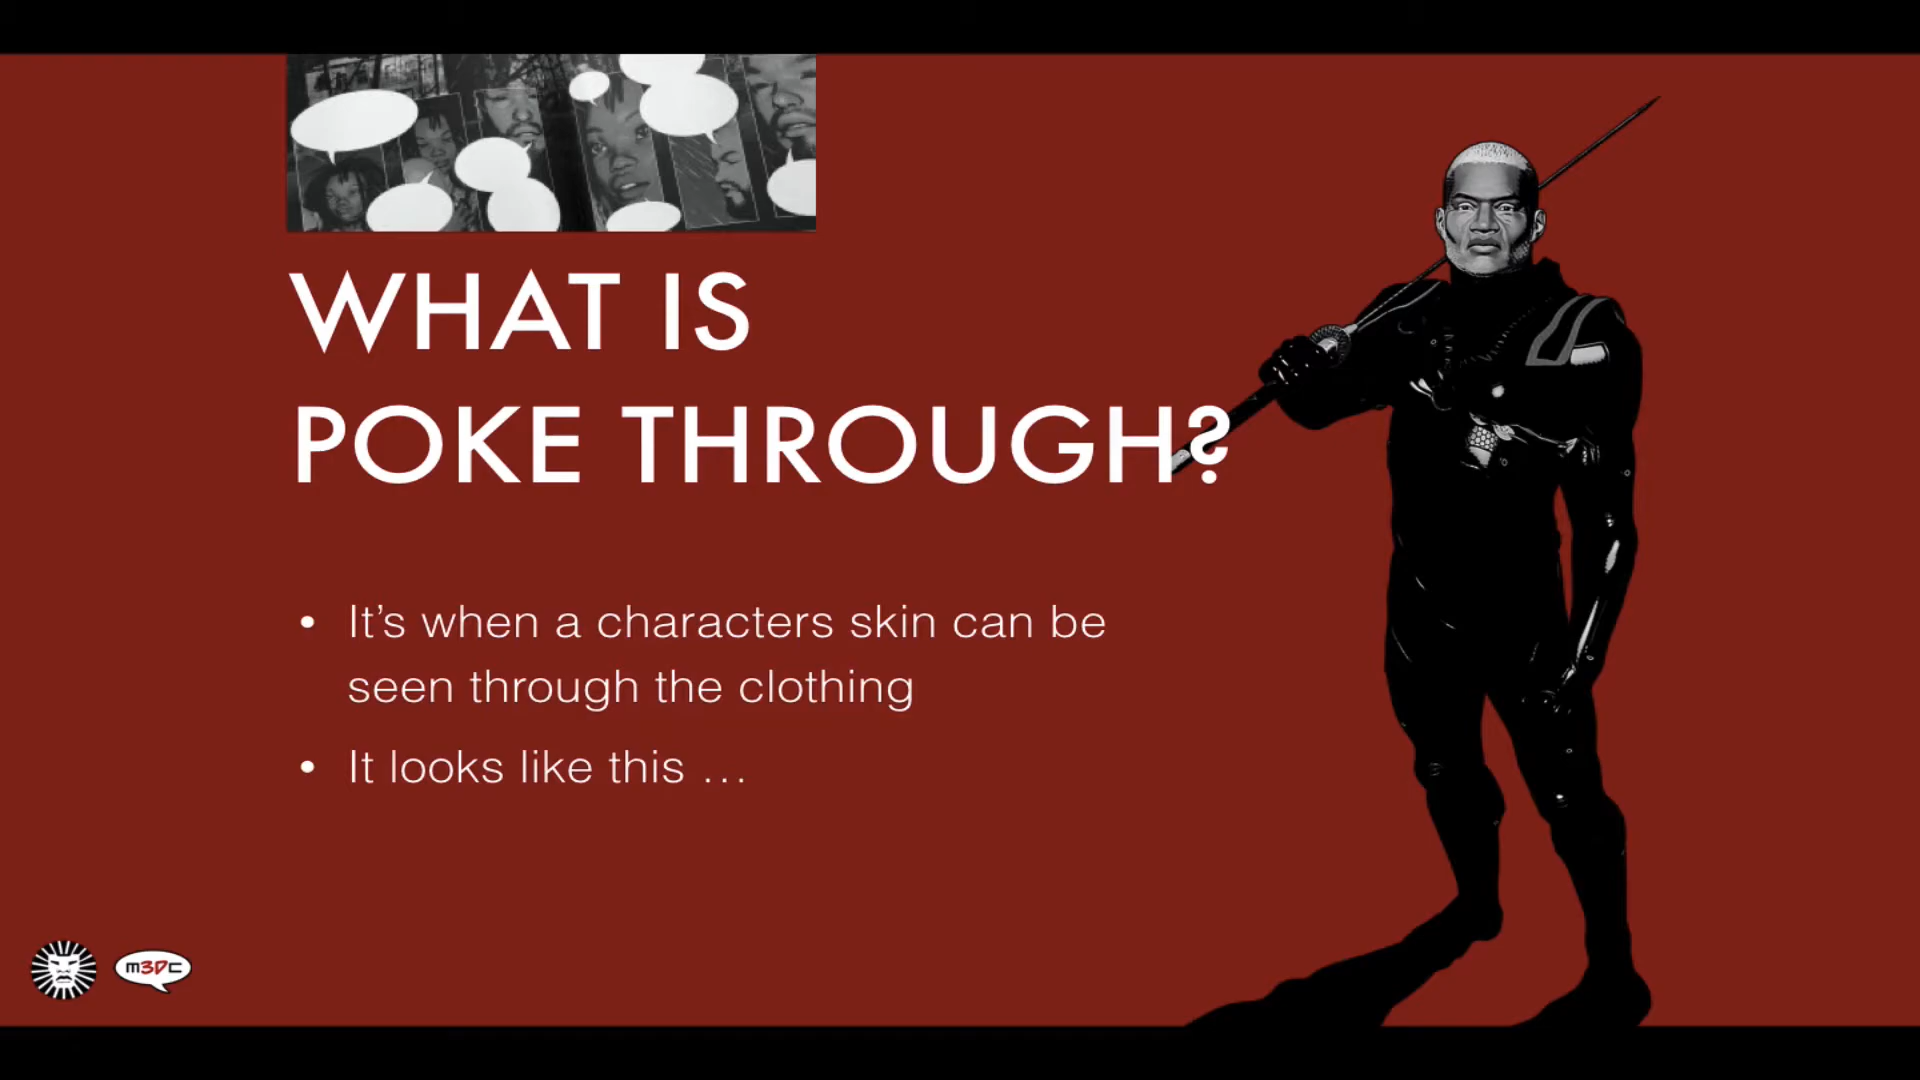 WHAT IS
POKE THROUGH?
• It's when a characters skin can be
seen through the clothing
• It looks like this ...
m3DC